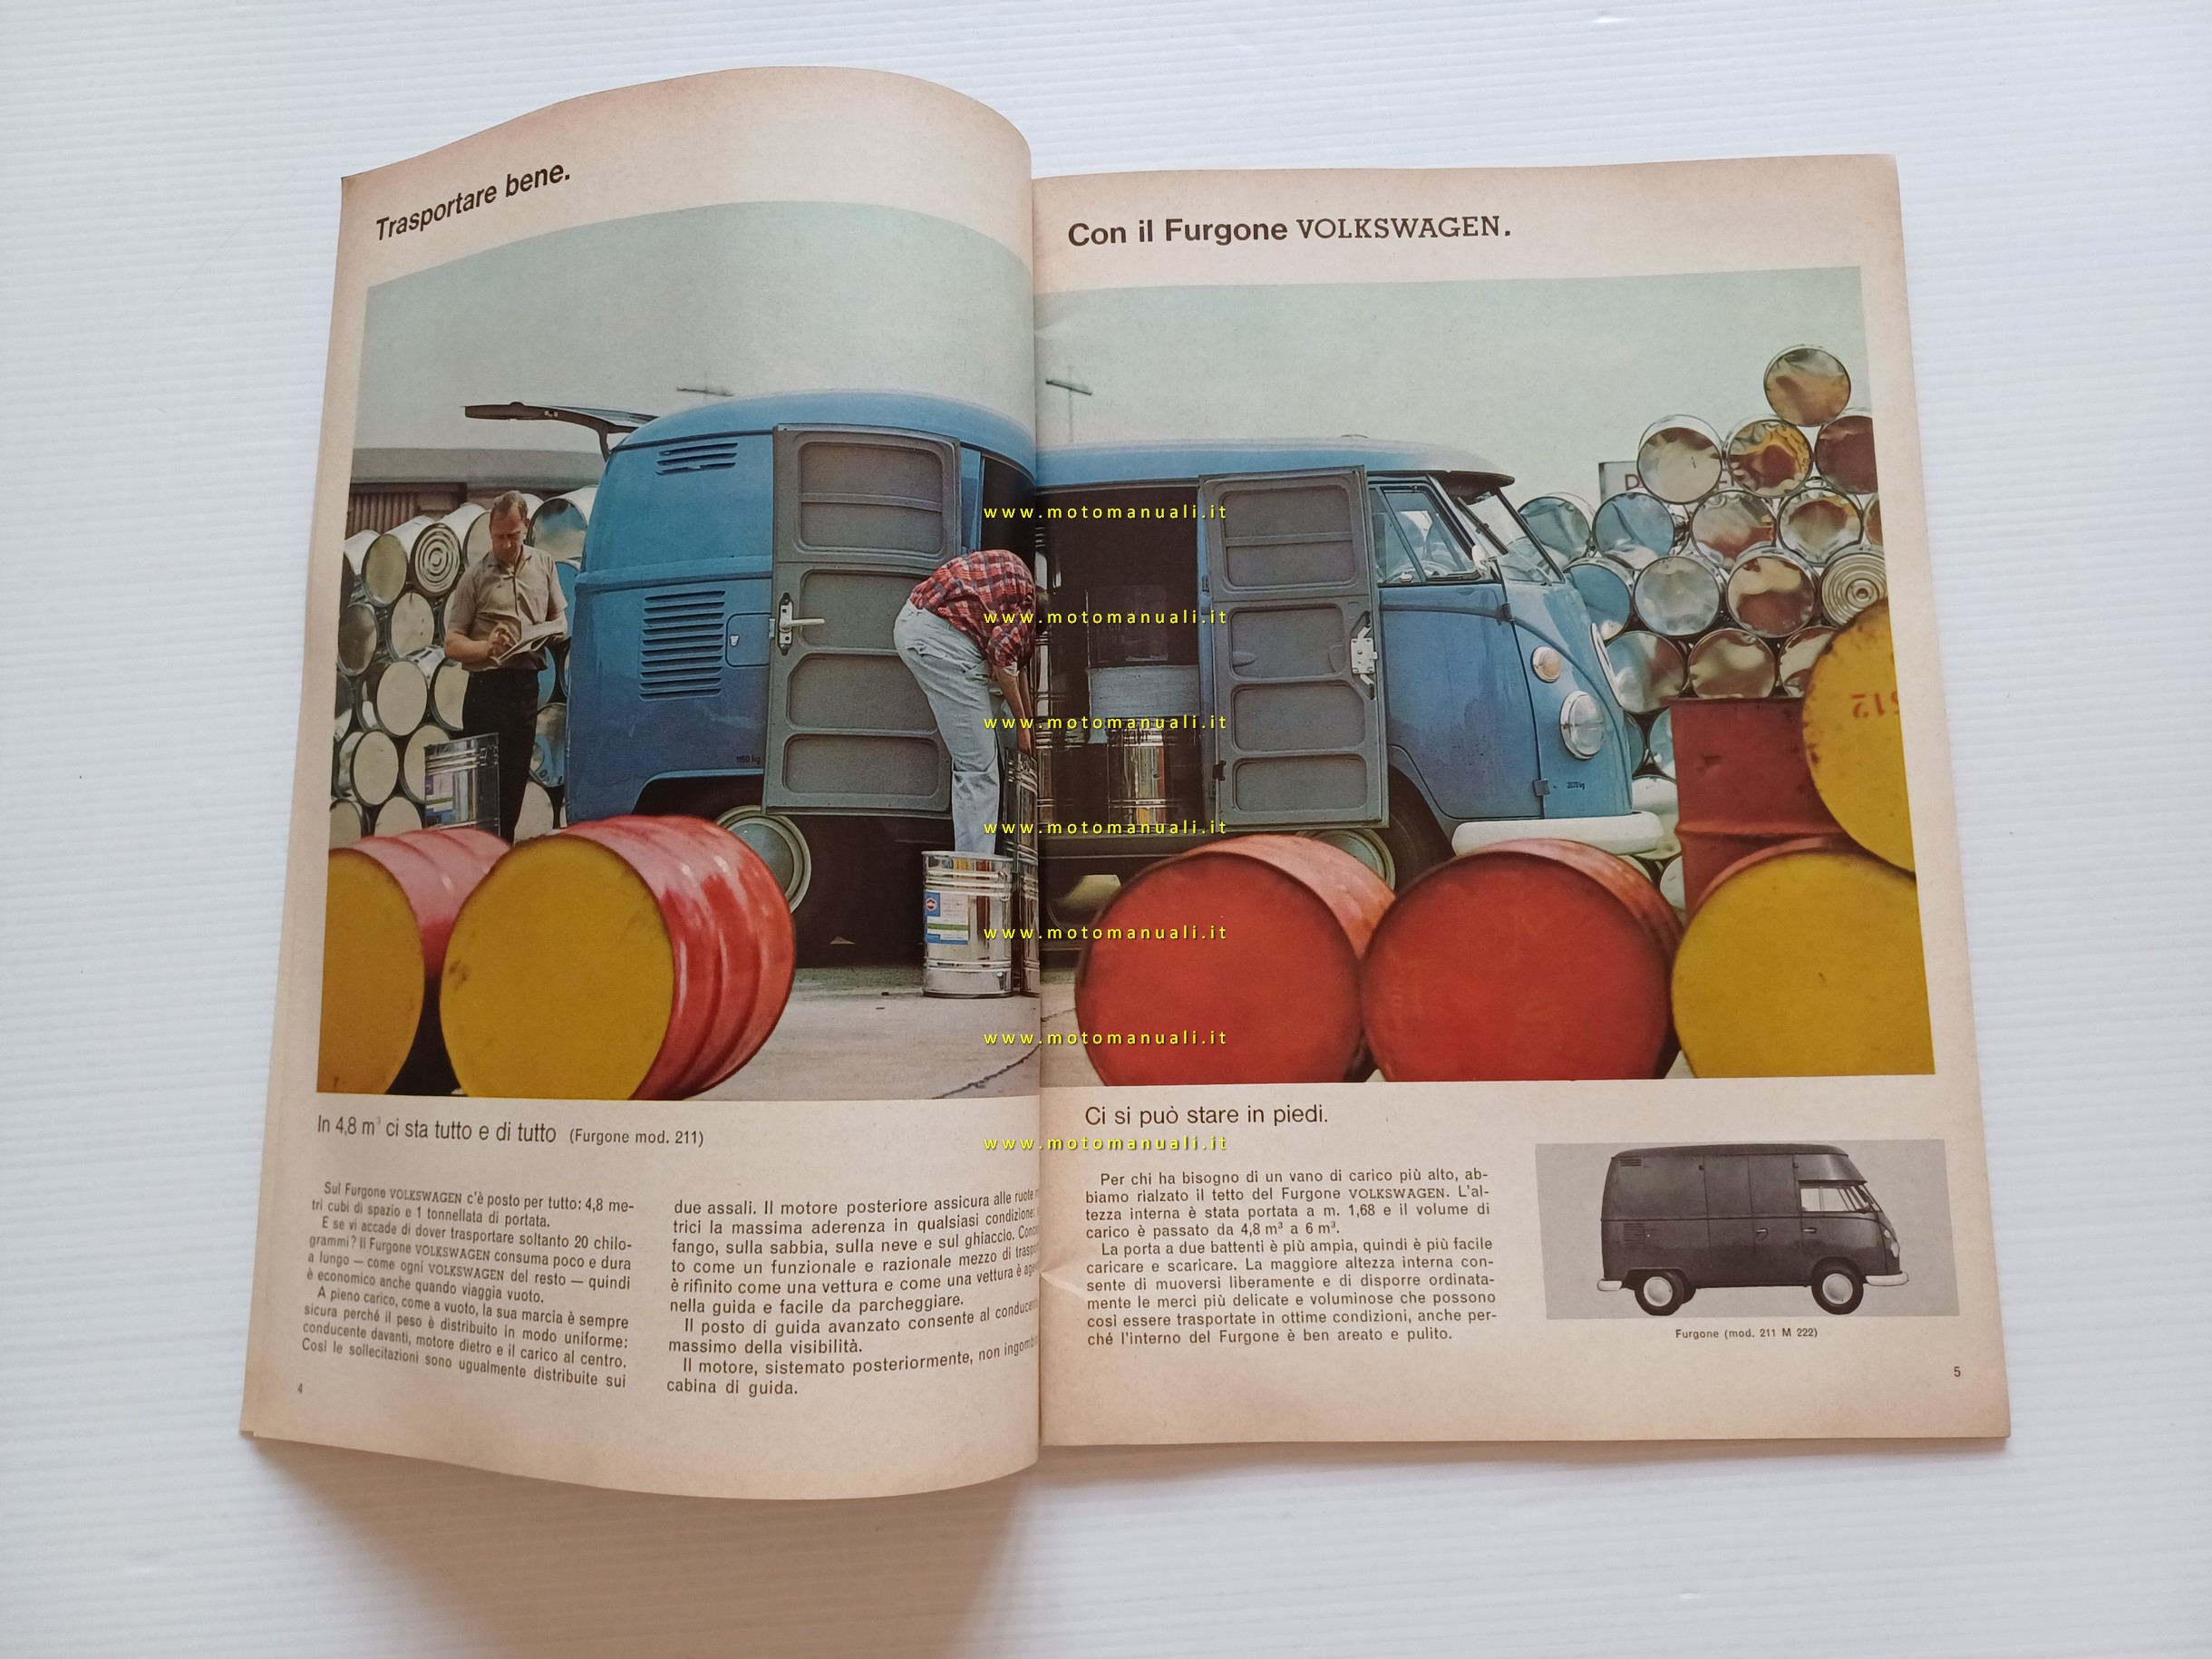 Trasportare bene.
Con il Furgone VOLKSWAGEN.
www.motomanuali.it
www.motomanuali.it
www.motomanuali.it
www.motomanuali.it
www.motomanuali.it
www.motomanuali.it
www.motomanuali.it
1150 kg
2070 kg
In 4,8 m³ ci sta tutto e di tutto (Furgone mod. 211)
Sul Furgone VOLKSWAGEN c'è posto per tutto: 4,8 me-
tri cubi di spazio e 1 tonnellata di portata.
E se vi accade di dover trasportare soltanto 20 chilo-
grammi? Il Furgone VOLKSWAGEN consuma poco e dura
a lungo — come ogni VOLKSWAGEN del resto — quindi
è economico anche quando viaggia vuoto.
A pieno carico, come a vuoto, la sua marcia è sempre
sicura perché il peso è distribuito in modo uniforme:
conducente davanti, motore dietro e il carico al centro.
Così le sollecitazioni sono ugualmente distribuite sui
4
due assali. Il motore posteriore assicura alle ruote
trici la massima aderenza in qualsiasi condizione:
fango, sulla sabbia, sulla neve e sul ghiaccio.
to come un funzionale e razionale mezzo di
è rifinito come una vettura e come una vettura è
nella guida e facile da parcheggiare.
Il posto di guida avanzato consente al
massimo della visibilità.
Il motore, sistemato posteriormente, non
cabina di guida.
Ci si può stare in piedi.
Per chi ha bisogno di un vano di carico più alto, ab-
biamo rialzato il tetto del Furgone VOLKSWAGEN. L'al-
tezza interna è stata portata a m. 1,68 e il volume di
carico è passato da 4,8 m³ a 6 m³.
La porta a due battenti è più ampia, quindi è più facile
caricare e scaricare. La maggiore altezza interna con-
sente di muoversi liberamente e di disporre ordinata-
mente le merci più delicate e voluminose che possono
così essere trasportate in ottime condizioni, anche per-
ché l'interno del Furgone è ben areato e pulito.
Furgone (mod. 211 M 222)
5